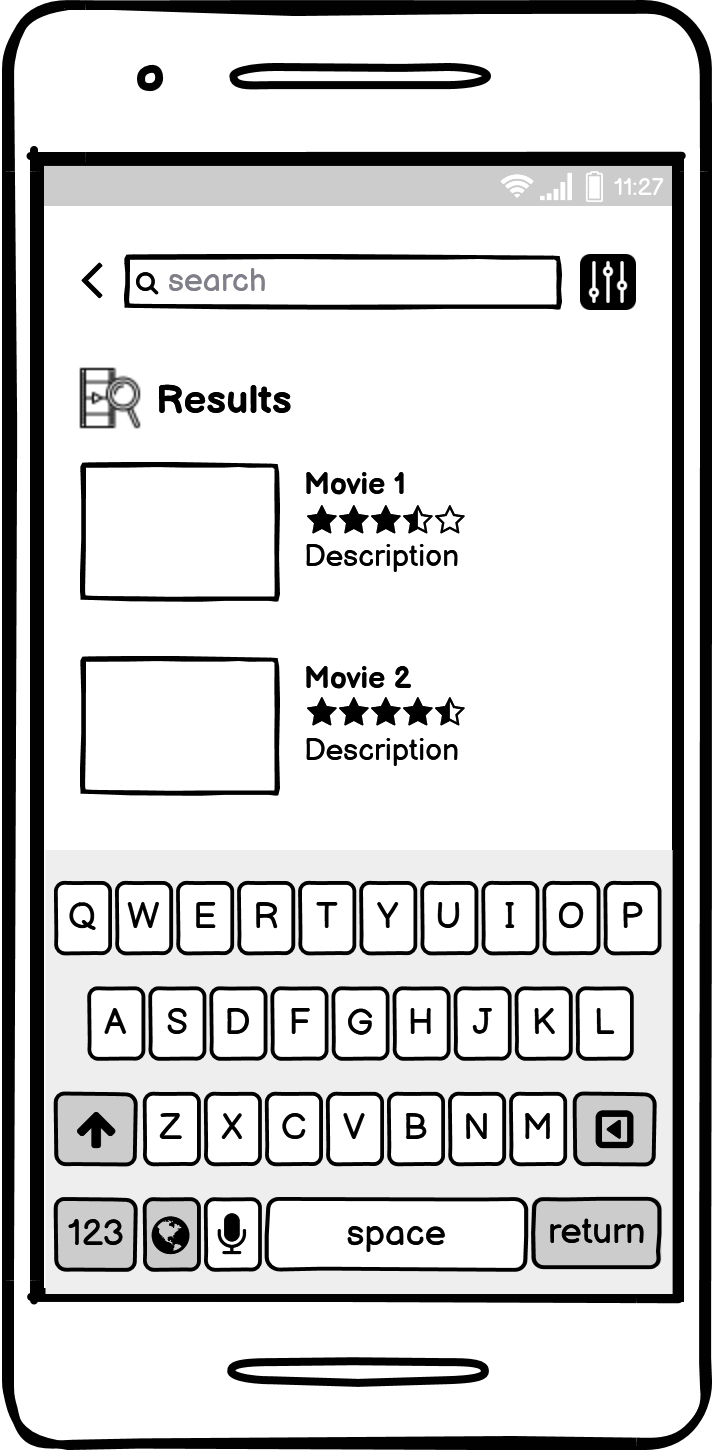 11:27
search
Results
Movie 1
Description
Movie 2
Description
Q W E R T Y U I O P
A S D F G H J K L
Z X C V B N M
123 space return